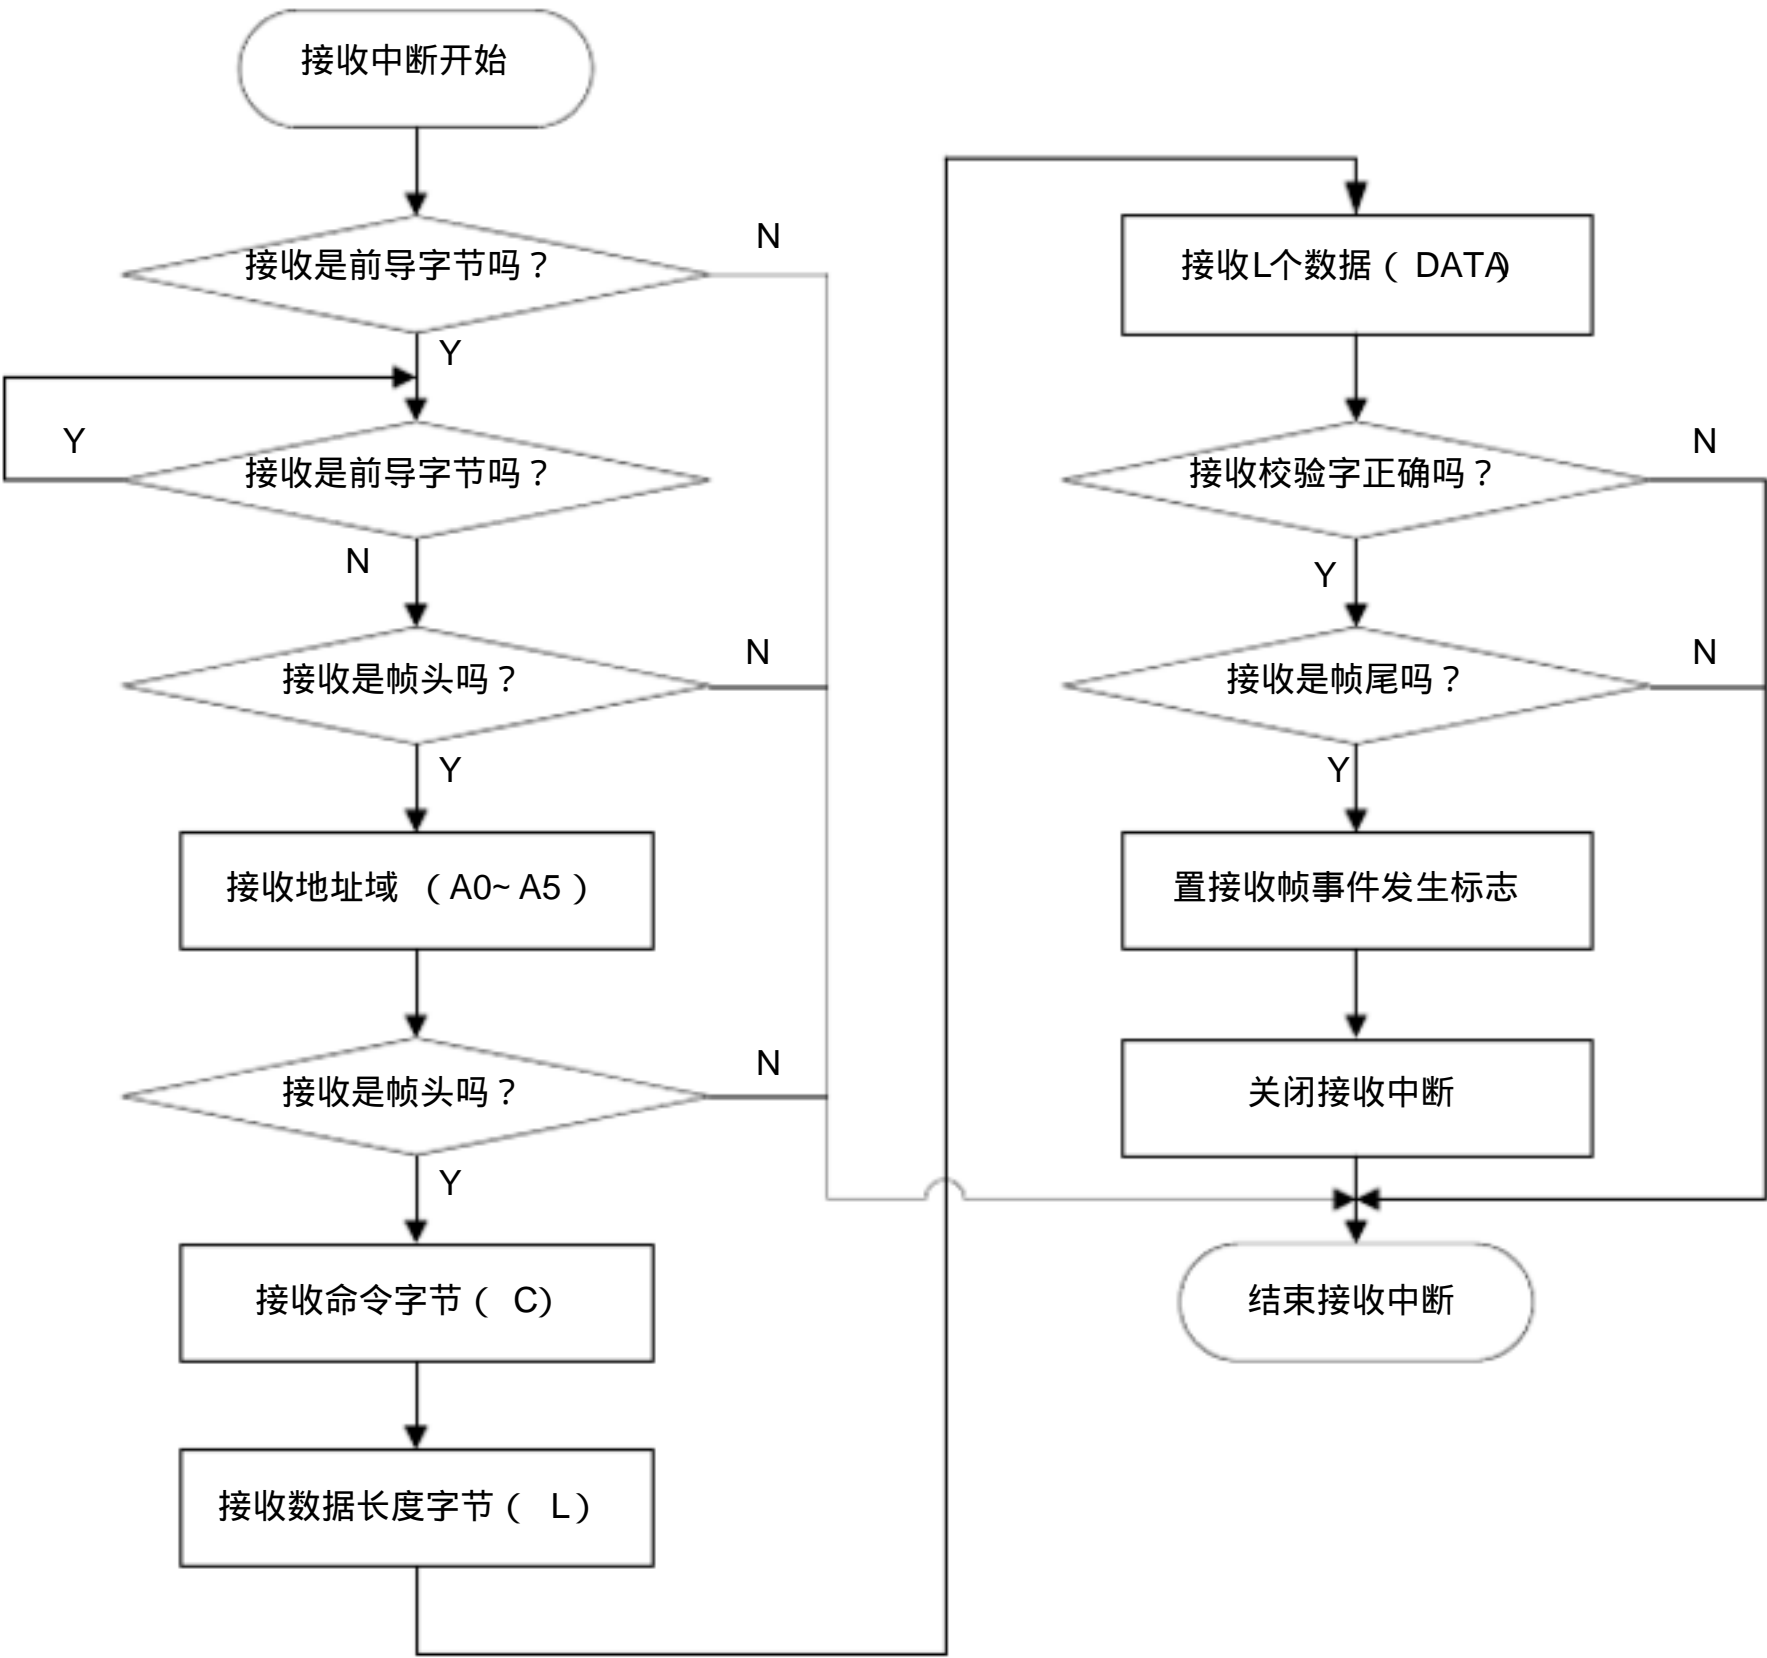 接收中断开始
接收是前导字节吗？
N
Y
接收是前导字节吗？
Y
N
接收是帧头吗？
N
Y
接收地址域 （A0~ A5 ）
接收是帧头吗？
N
Y
接收命令字节（ C）
接收数据长度字节（ L）
接收L个数据（ DATA）
接收校验字正确吗？
N
Y
接收是帧尾吗？
N
Y
置接收帧事件发生标志
关闭接收中断
结束接收中断